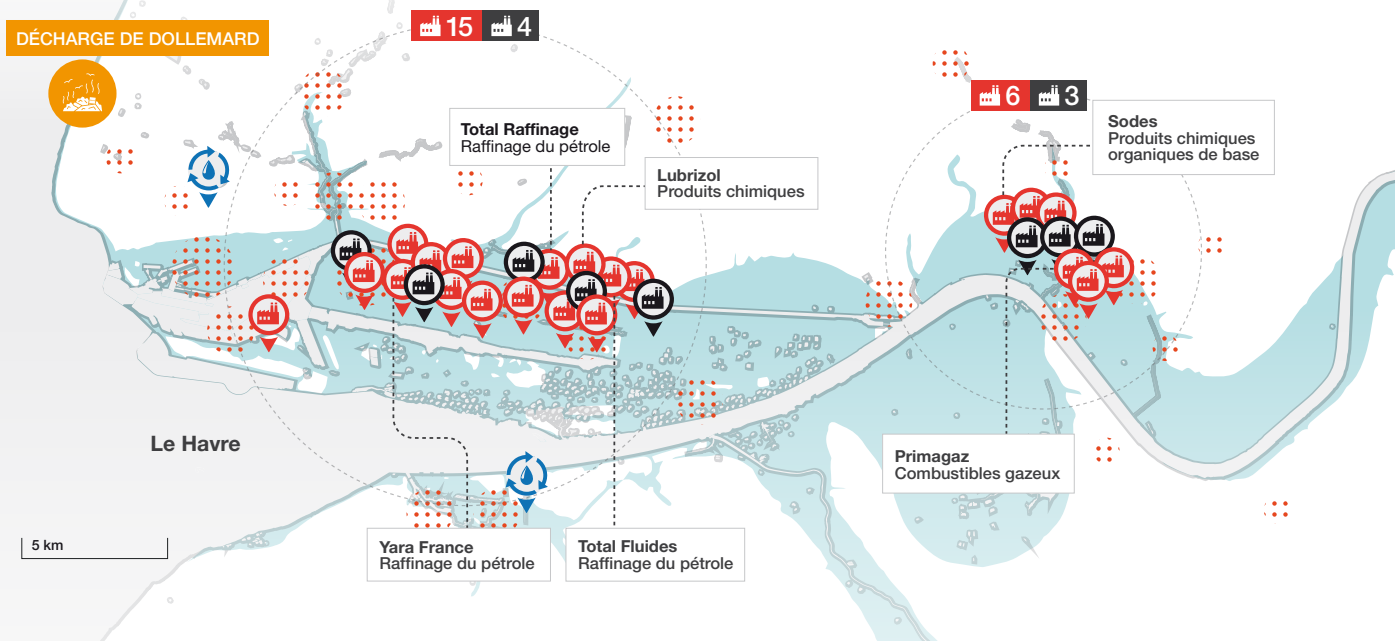 DÉCHARGE DE DOLLEMARD
15 4
6 3
Total Raffinage
Raffinage du pétrole
Lubrizol
Produits chimiques
Sodes
Produits chimiques
organiques de base
Le Havre
Primagaz
Combustibles gazeux
5 km
Yara France
Raffinage du pétrole
Total Fluides
Raffinage du pétrole